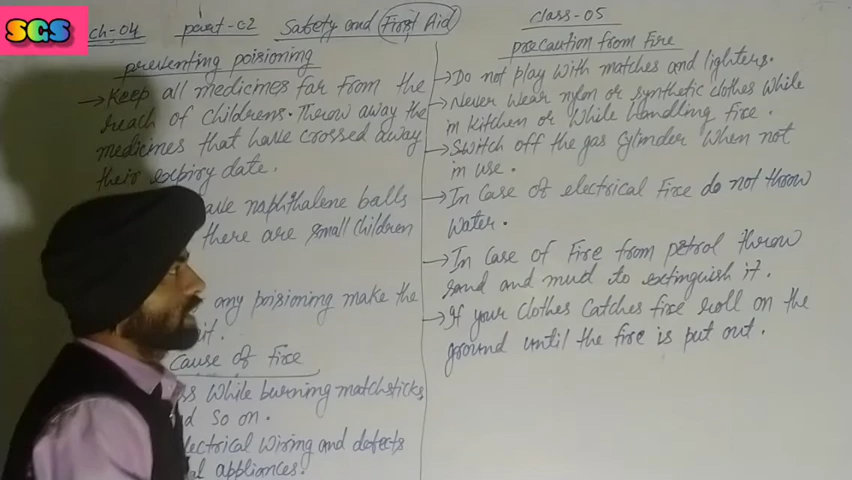 SGS
ch-04 part-02 Safety and First Aid class-05
preventing poisioning
→ Keep all medicines far from the
reach of childrens. Throw away the
medicines that have crossed away
their expiry date.
naphthalene balls
there are small children
any poisioning make the
cause of fire
while burning matchsticks
so on.
wiring and defects
appliances.
precaution from Fire
→ Do not play with matches and lighters.
→ Never wear nylon or synthetic clothes while
in kitchen or while handling fire.
→ Switch off the gas cylinder when not
in use.
→ In case of electrical Fire do not throw
water.
→ In case of Fire from petrol throw
sand and mud to extinguish it.
→ If your clothes catches fire roll on the
ground until the fire is put out.